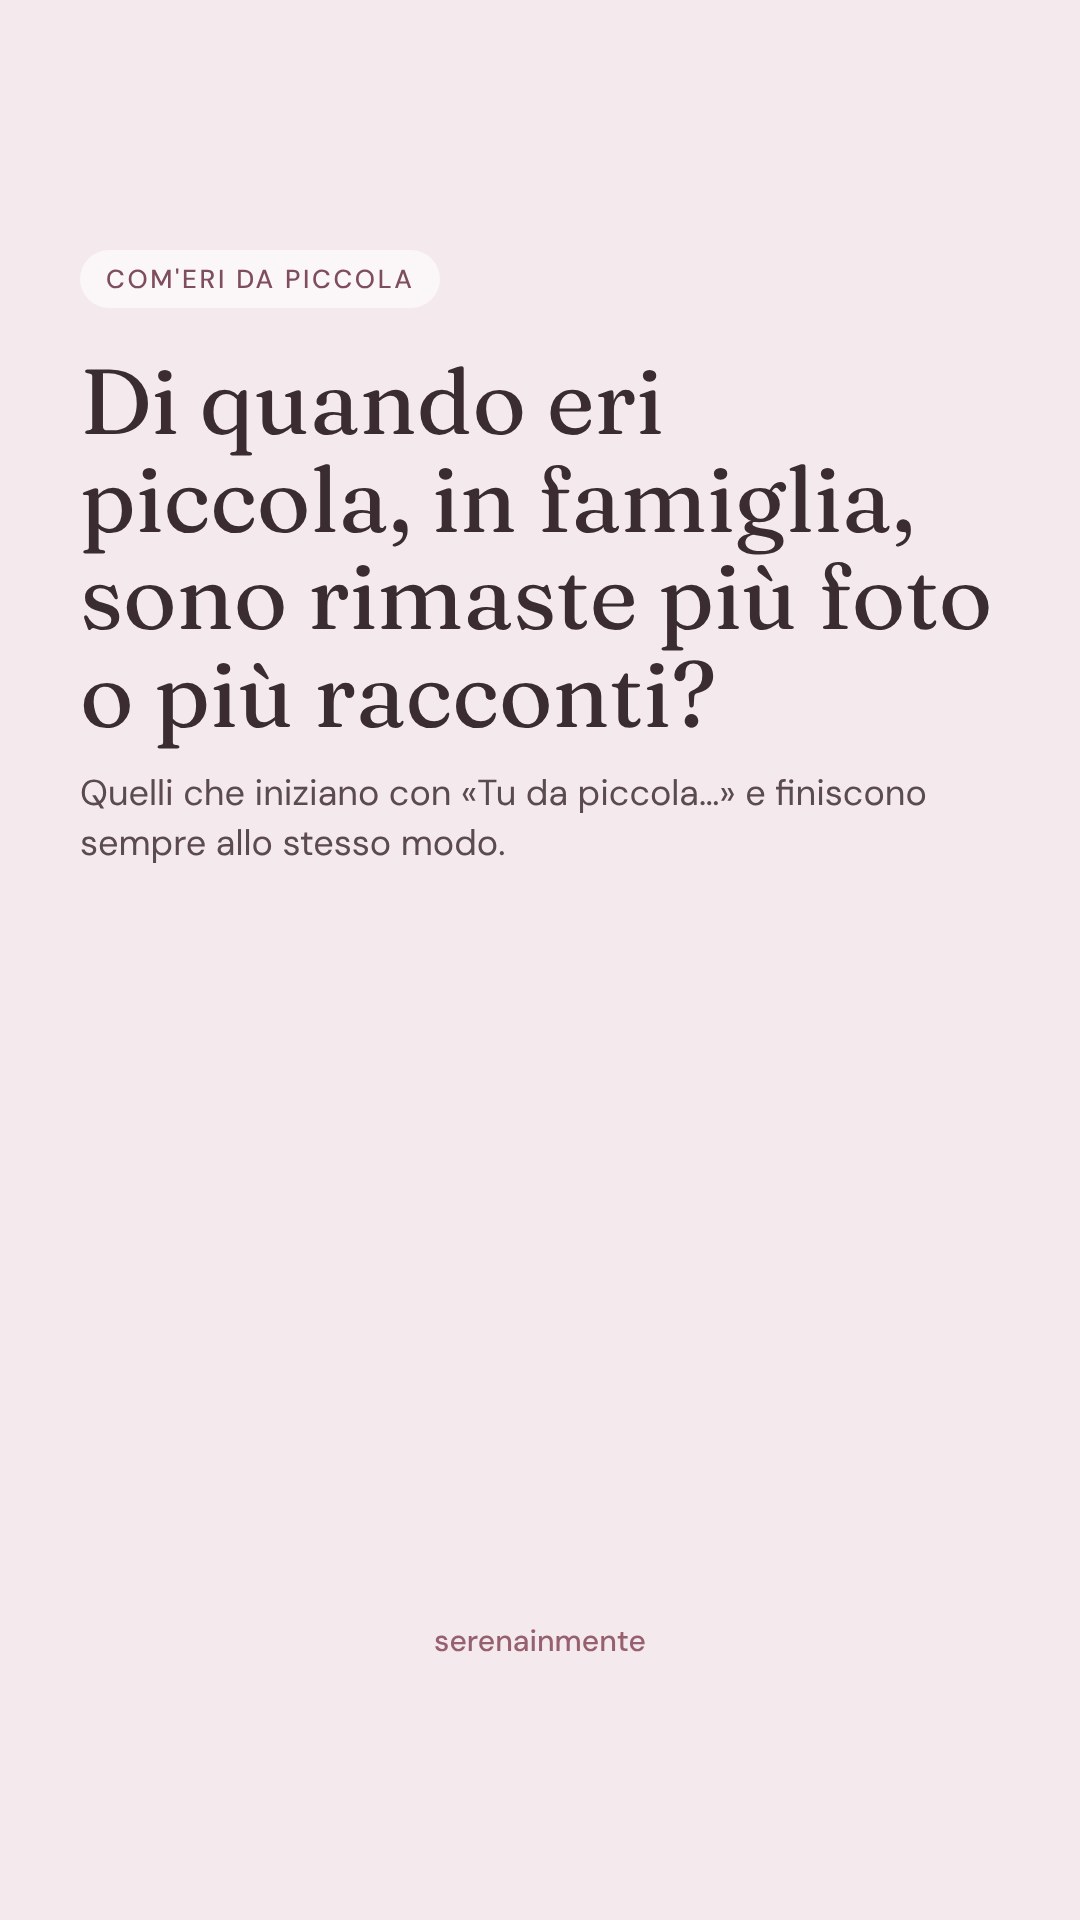 COM'ERI DA PICCOLA
Di quando eri
piccola, in famiglia,
sono rimaste più foto
o più racconti?
Quelli che iniziano con «Tu da piccola…» e finiscono
sempre allo stesso modo.
serenainmente